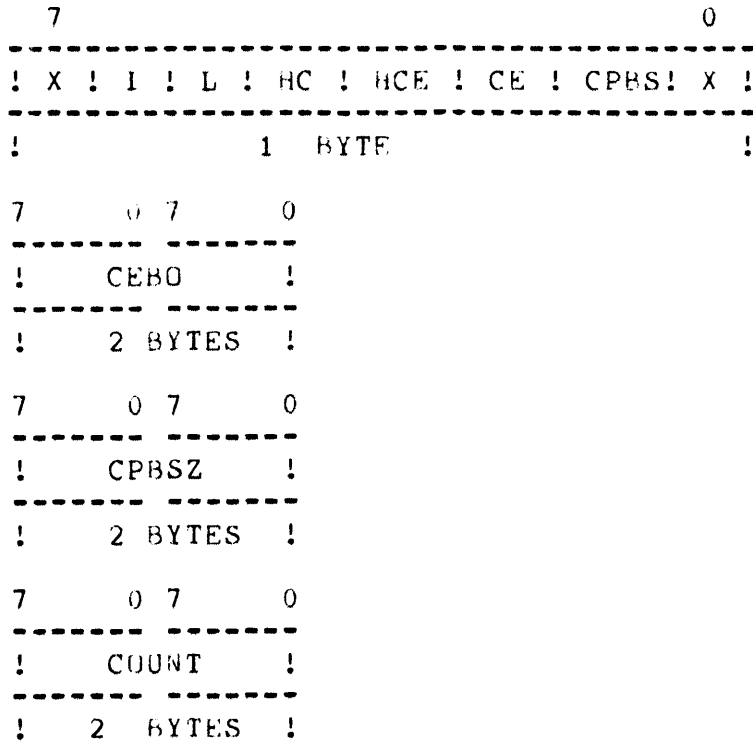 7 0
! X ! I ! L ! HC ! HCE ! CE ! CPBS! X !
! 1 BYTE !
7 0 7 0
! CEBO !
! 2 BYTES !
7 0 7 0
! CPBSZ !
! 2 BYTES !
7 0 7 0
! COUNT !
! 2 BYTES !